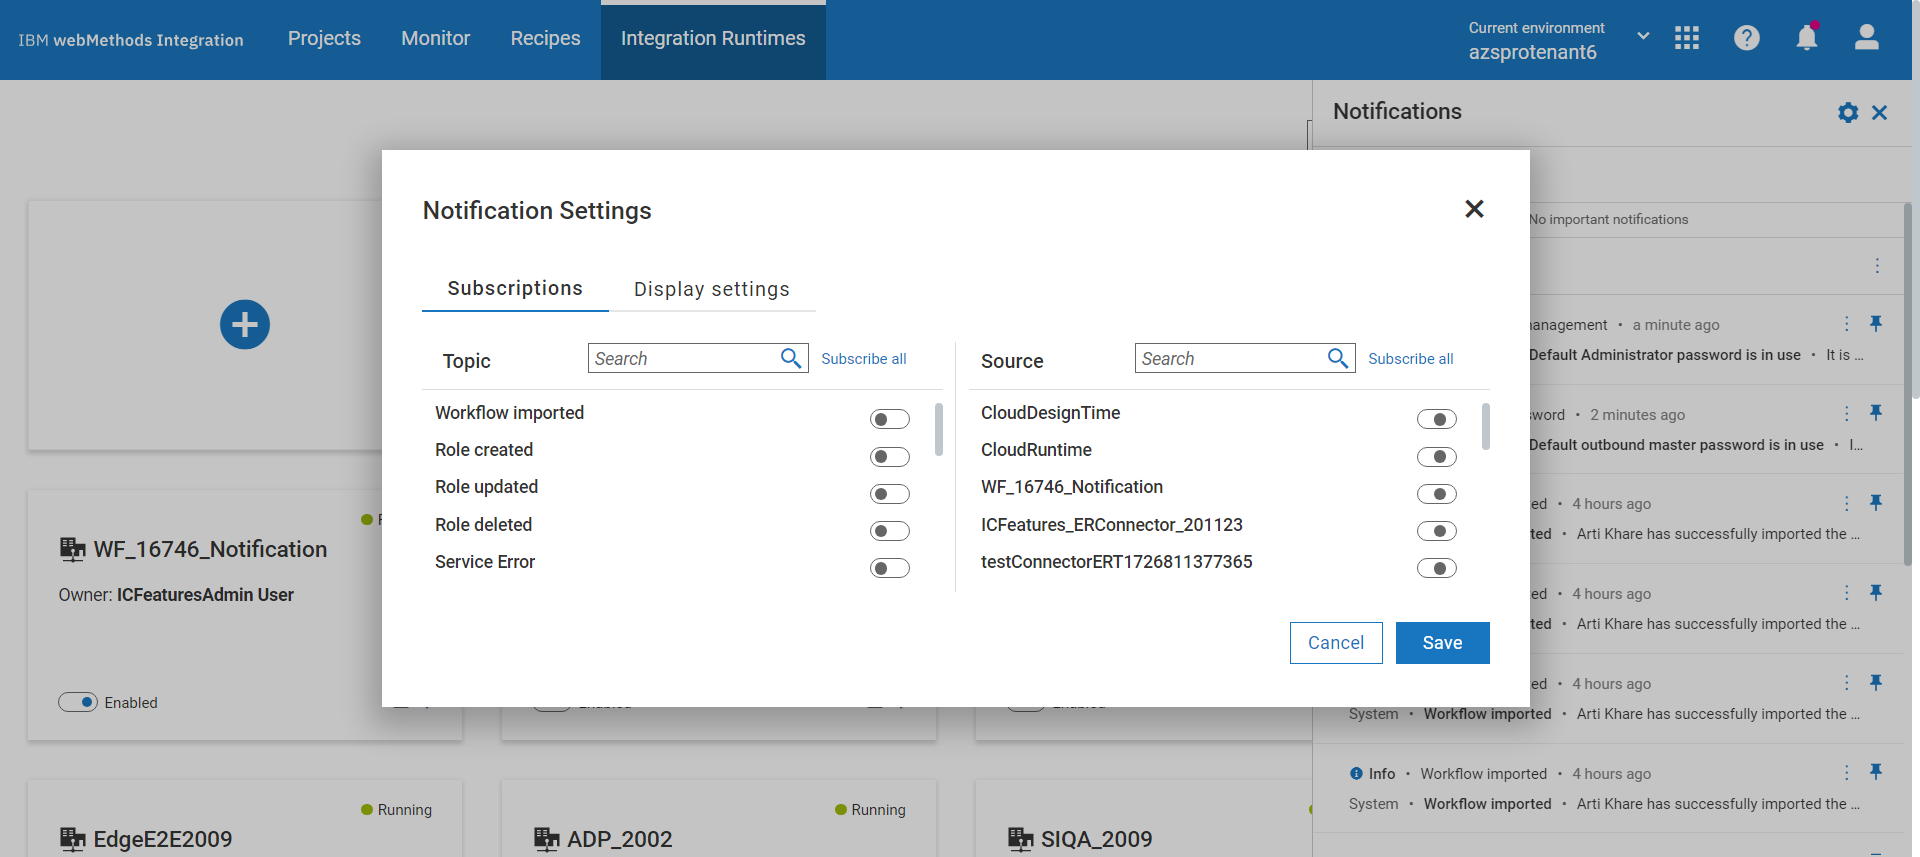 IBM webMethods Integration
Projects
Monitor
Recipes
Integration Runtimes
Current environment
azsprotenant6
Notifications
No important notifications
anagement • a minute ago
Default Administrator password is in use • It is ...
sword • 2 minutes ago
Default outbound master password is in use • I...
ed • 4 hours ago
ted • Arti Khare has successfully imported the ...
ed • 4 hours ago
ted • Arti Khare has successfully imported the ...
ed • 4 hours ago
System • Workflow imported • Arti Khare has successfully imported the ...
Info • Workflow imported • 4 hours ago
System • Workflow imported • Arti Khare has successfully imported the ...
Notification Settings
Subscriptions
Display settings
Topic
Search
Subscribe all
Workflow imported
Role created
Role updated
Role deleted
Service Error
Source
Search
Subscribe all
CloudDesignTime
CloudRuntime
WF_16746_Notification
ICFeatures_ERConnector_201123
testConnectorERT1726811377365
Cancel
Save
WF_16746_Notification
Owner: ICFeaturesAdmin User
Enabled
Running
EdgeE2E2009
Running
ADP_2002
SIQA_2009